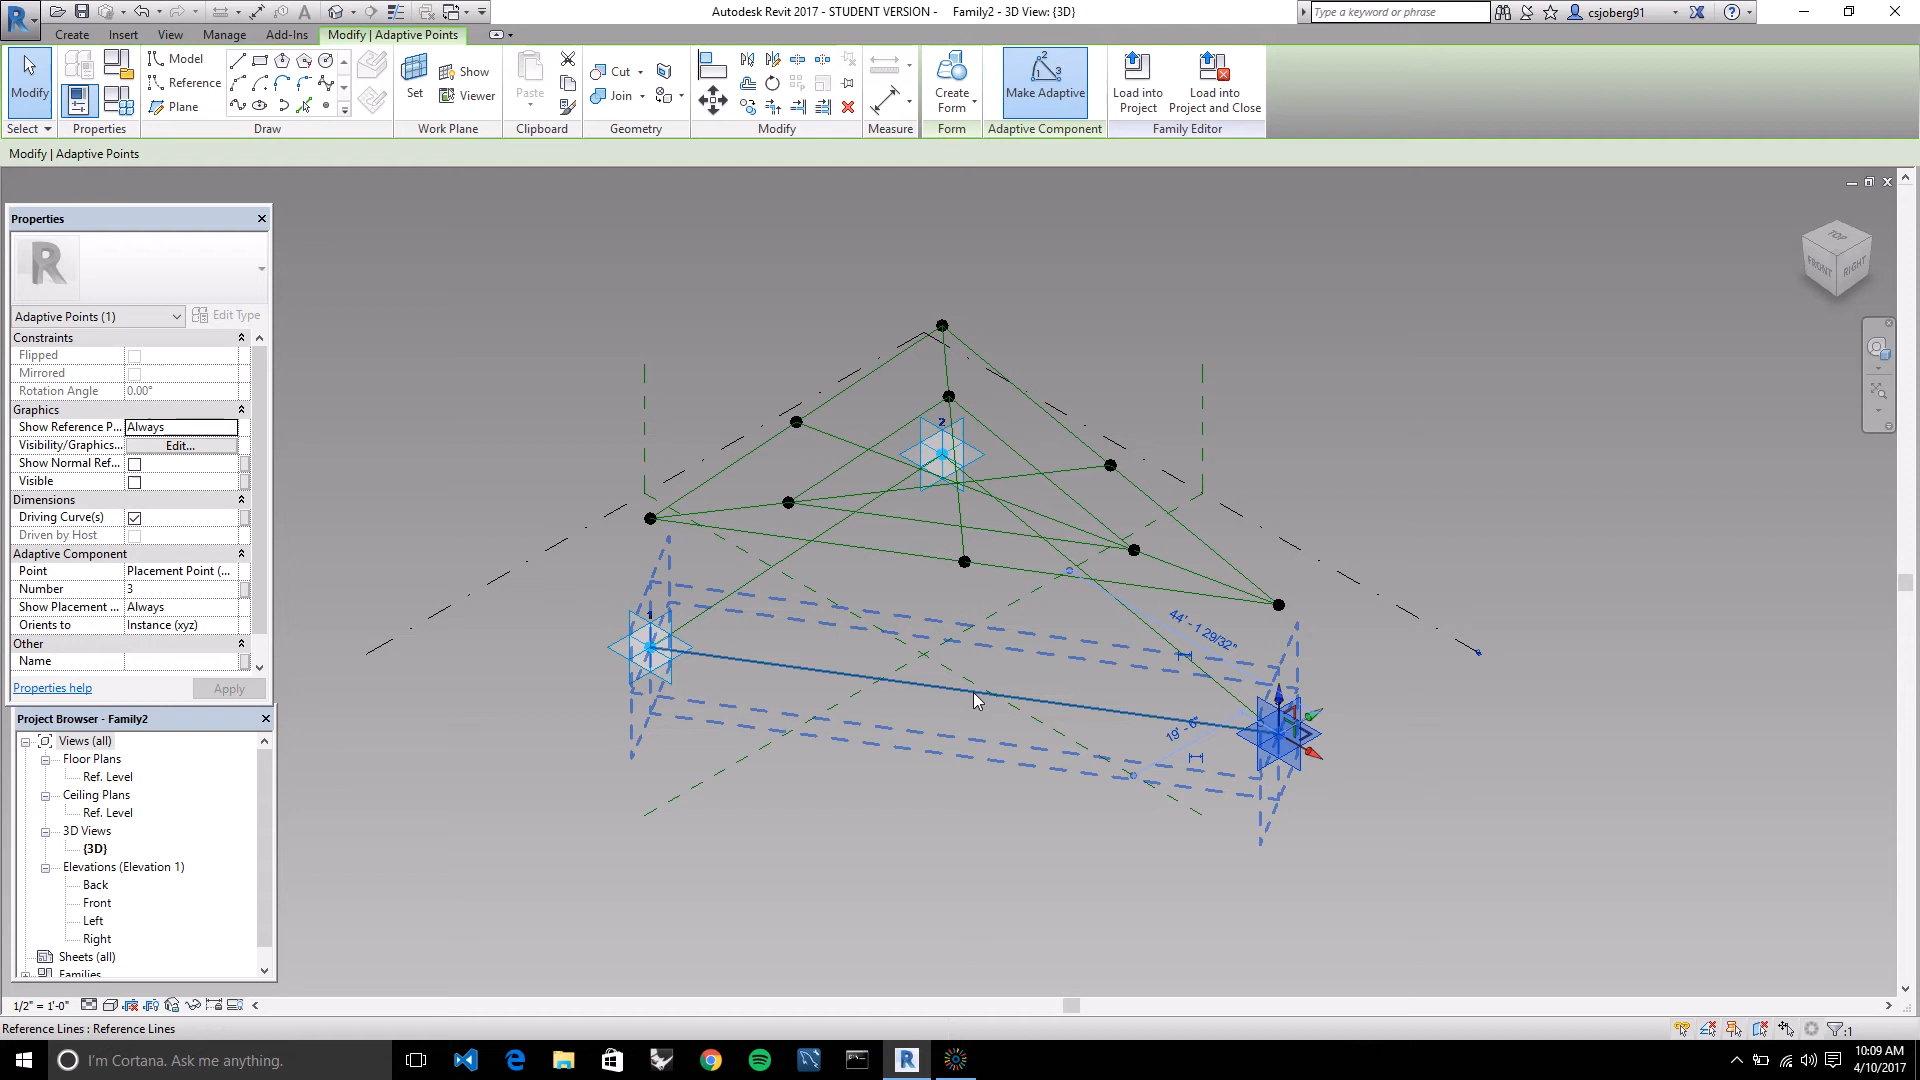 Autodesk Revit 2017 - STUDENT VERSION - Family2 - 3D View: {3D}
Type a keyword or phrase
csjoberg91
Create Insert View Manage Add-Ins Modify | Adaptive Points
Modify
Model
Reference
Plane
Set
Show
Viewer
Paste
Cut
Join
Create Form
Make Adaptive
Load into Project
Load into Project and Close
Select Properties Draw Work Plane Clipboard Geometry Modify Measure Form Adaptive Component Family Editor
Modify | Adaptive Points
Properties
R
Adaptive Points (1) Edit Type
Constraints
Flipped
Mirrored
Rotation Angle 0.00°
Graphics
Show Reference P... Always
Visibility/Graphics... Edit...
Show Normal Ref...
Visible
Dimensions
Driving Curve(s)
Driven by Host
Adaptive Component
Point Placement Point (...
Number 3
Show Placement ... Always
Orients to Instance (xyz)
Other
Name
Properties help Apply
Project Browser - Family2
Views (all)
Floor Plans
Ref. Level
Ceiling Plans
Ref. Level
3D Views
{3D}
Elevations (Elevation 1)
Back
Front
Left
Right
Sheets (all)
Families
TOP
FRONT
RIGHT
2
1
44' - 1 29/32"
19' - 6"
1/2" = 1'-0"
Reference Lines : Reference Lines
:1
I'm Cortana. Ask me anything.
10:09 AM
4/10/2017